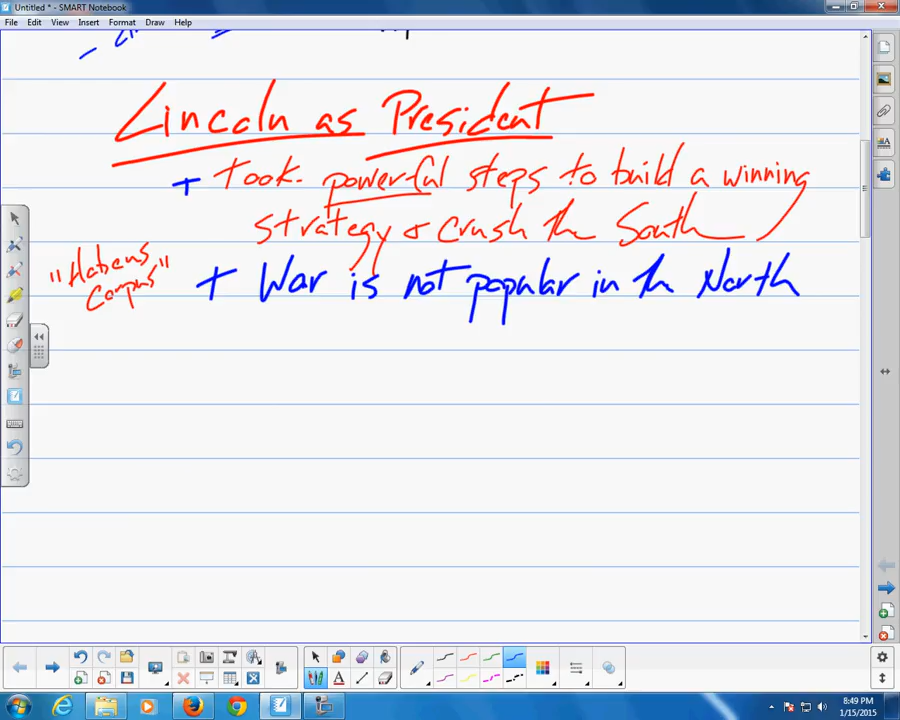 Untitled * - SMART Notebook
File Edit View Insert Format Draw Help
Lincoln as President
+ took powerful steps to build a winning
strategy & crush the South
"Habeus
Corpus"
+ War is not popular in the North
8:49 PM
1/15/2015